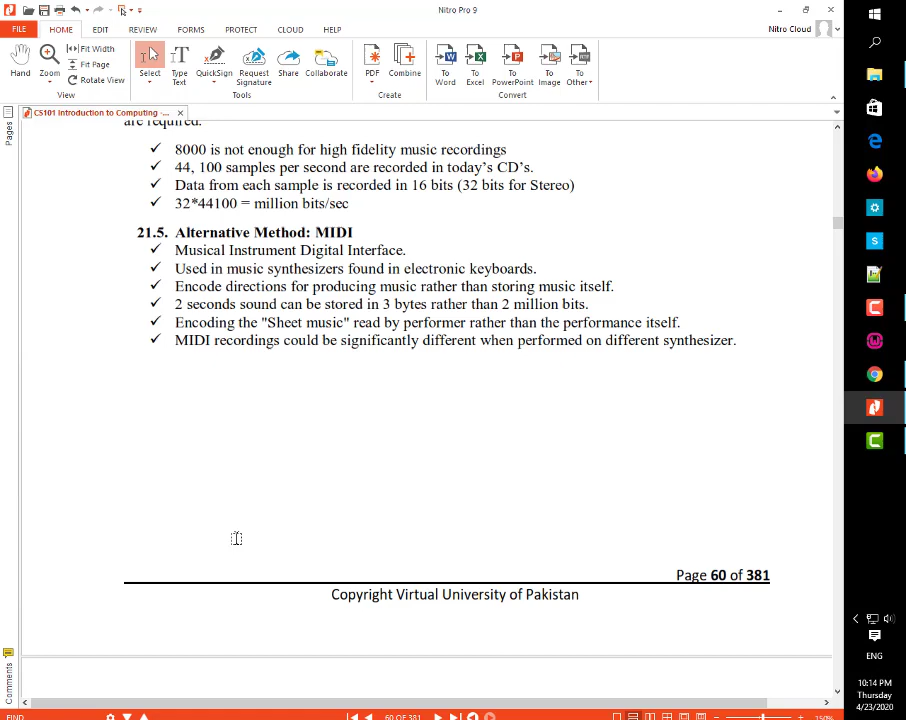 Nitro Pro 9
FILE HOME EDIT REVIEW FORMS PROTECT CLOUD HELP
Nitro Cloud
Hand
Zoom
Fit Width
Fit Page
Rotate View
View
Select
Type Text
QuickSign
Request Signature
Share
Collaborate
Tools
PDF
Combine
Create
To Word
To Excel
To PowerPoint
To Image
To Other
Convert
CS101 Introduction to Computing -...
Pages
are required.
✓ 8000 is not enough for high fidelity music recordings
✓ 44, 100 samples per second are recorded in today's CD's.
✓ Data from each sample is recorded in 16 bits (32 bits for Stereo)
✓ 32*44100 = million bits/sec
21.5. Alternative Method: MIDI
✓ Musical Instrument Digital Interface.
✓ Used in music synthesizers found in electronic keyboards.
✓ Encode directions for producing music rather than storing music itself.
✓ 2 seconds sound can be stored in 3 bytes rather than 2 million bits.
✓ Encoding the "Sheet music" read by performer rather than the performance itself.
✓ MIDI recordings could be significantly different when performed on different synthesizer.
Page 60 of 381
Copyright Virtual University of Pakistan
Comments
FIND
60 OF 381
150%
ENG
10:14 PM
Thursday
4/23/2020